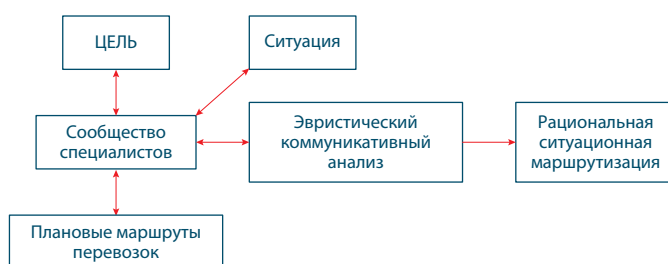 ЦЕЛЬ
Ситуация
Сообщество
специалистов
Эвристический
коммуникативный
анализ
Рациональная
ситуационная
маршрутизация
Плановые маршруты
перевозок